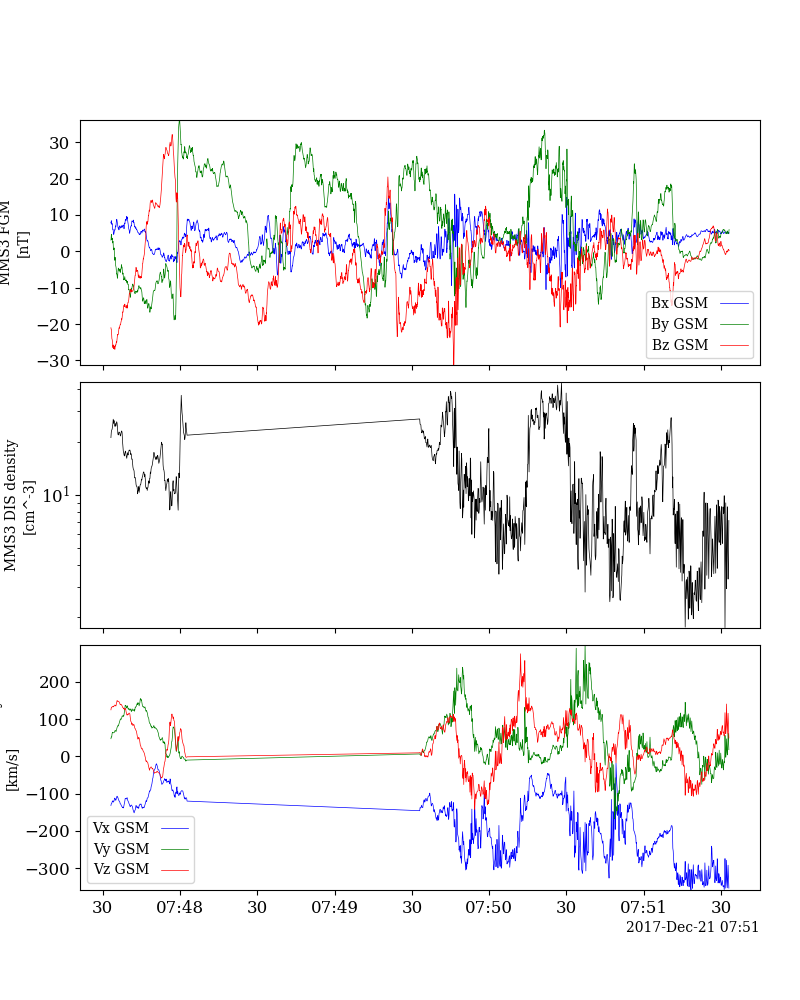 MMS3 FGM
[nT]
30
20
10
0
−10
−20
−30
Bx GSM
By GSM
Bz GSM
MMS3 DIS density
[cm^-3]
10^1
[km/s]
200
100
0
−100
−200
−300
Vx GSM
Vy GSM
Vz GSM
30
07:48
30
07:49
30
07:50
30
07:51
30
2017-Dec-21 07:51